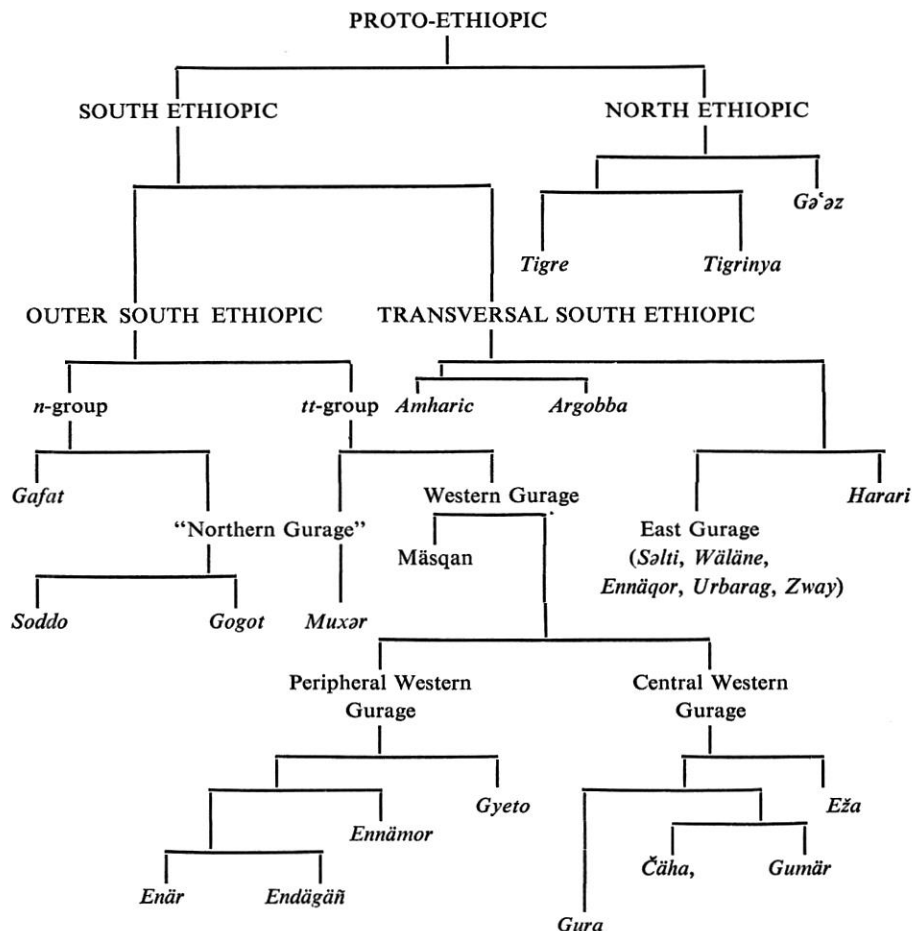 PROTO-ETHIOPIC
SOUTH ETHIOPIC
NORTH ETHIOPIC
Gəʿəz
Tigre
Tigrinya
OUTER SOUTH ETHIOPIC
TRANSVERSAL SOUTH ETHIOPIC
n-group
tt-group
Amharic
Argobba
Gafat
Western Gurage
Harari
"Northern Gurage"
East Gurage
(Səlti, Wäläne,
Ennäqor, Urbarag, Zway)
Mäsqan
Soddo
Gogot
Muxər
Peripheral Western
Gurage
Central Western
Gurage
Gyeto
Eža
Ennämor
Čäha,
Gumär
Enär
Endägäñ
Gura